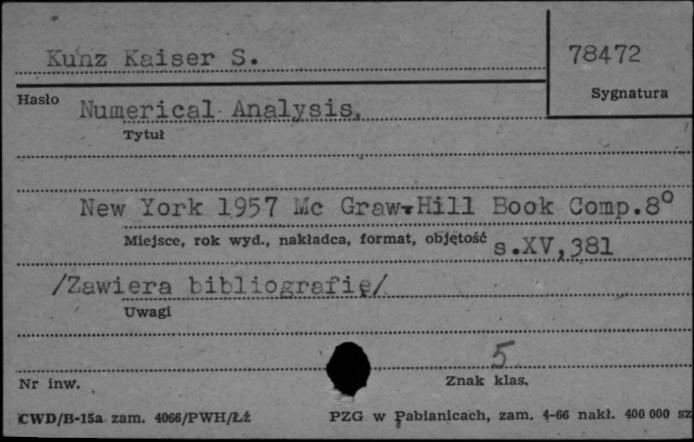 Kunz Kaiser S.
78472
Hasło
Sygnatura
Numerical Analysis.
Tytuł
New York 1957 Mc Graw-Hill Book Comp.8°
Miejsce, rok wyd., nakładca, format, objętość s.XV,381
/Zawiera bibliografię/
Uwagi
5
Nr inw.
Znak klas.
CWD/B-15a zam. 4066/PWH/Łź
PZG w Pabianicach, zam. 4-66 nakł. 400 000 sz